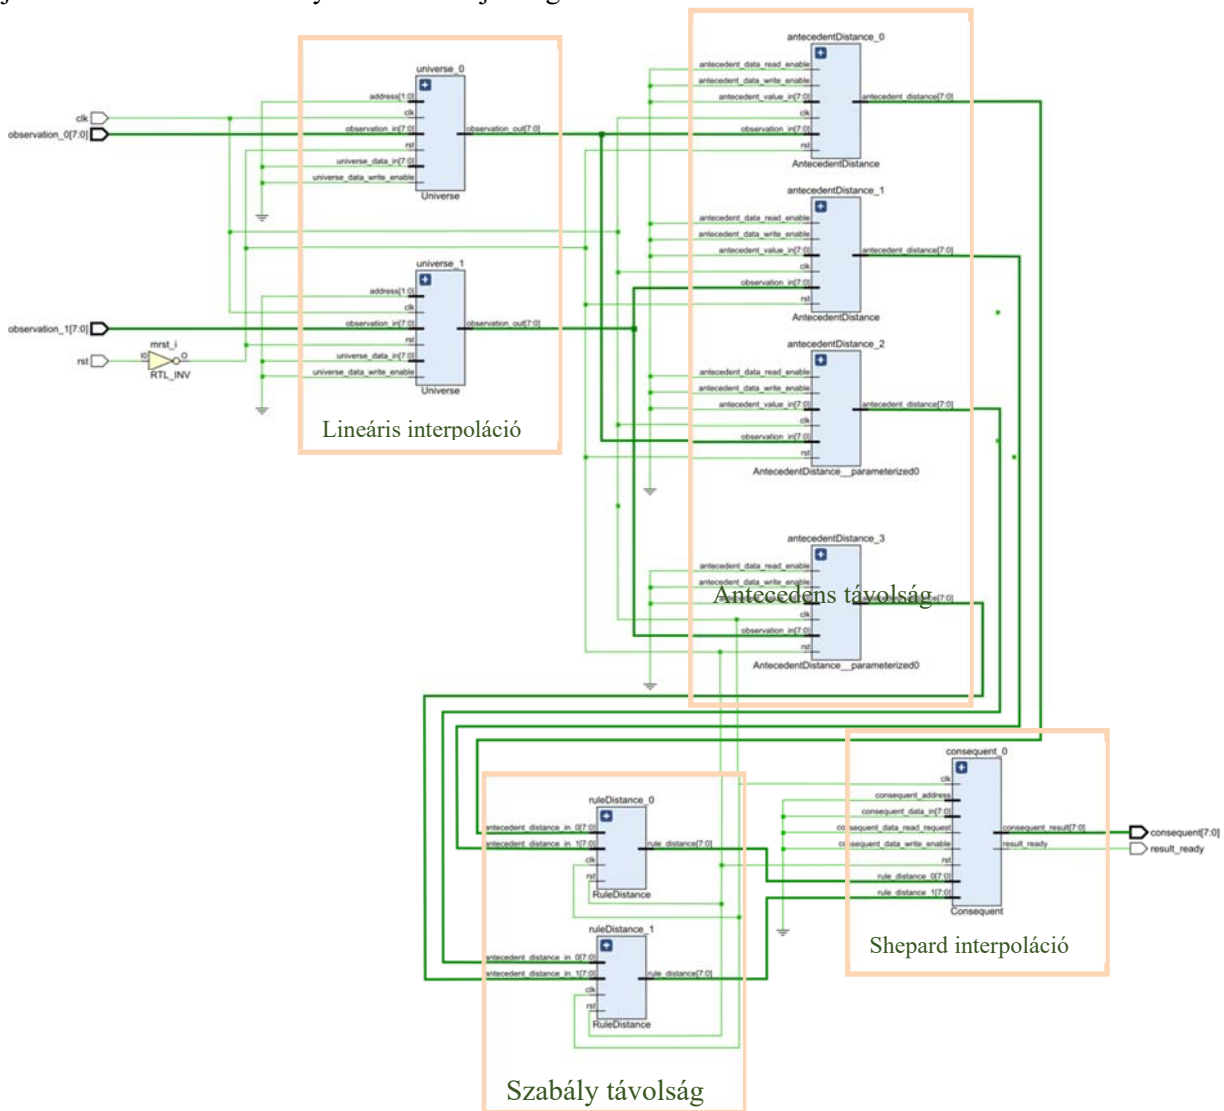 universe_0
address[1:0]
clk
observation_in[7:0]
rst
universe_data_in[7:0]
universe_data_write_enable
observation_out[7:0]
Universe
clk
observation_0[7:0]
universe_1
address[1:0]
clk
observation_in[7:0]
rst
universe_data_in[7:0]
universe_data_write_enable
observation_out[7:0]
Universe
observation_1[7:0]
rst
mrst_i
I0
O
RTL_INV
Lineáris interpoláció
antecedentDistance_0
antecedent_data_read_enable
antecedent_data_write_enable
antecedent_value_in[7:0]
clk
observation_in[7:0]
rst
antecedent_distance[7:0]
AntecedentDistance
antecedentDistance_1
antecedent_data_read_enable
antecedent_data_write_enable
antecedent_value_in[7:0]
clk
observation_in[7:0]
rst
antecedent_distance[7:0]
AntecedentDistance
antecedentDistance_2
antecedent_data_read_enable
antecedent_data_write_enable
antecedent_value_in[7:0]
clk
observation_in[7:0]
rst
antecedent_distance[7:0]
AntecedentDistance__parameterized0
antecedentDistance_3
antecedent_data_read_enable
antecedent_data_write_enable
Antecedens távolság
clk
observation_in[7:0]
rst
AntecedentDistance__parameterized0
ruleDistance_0
antecedent_distance_in_0[7:0]
antecedent_distance_in_1[7:0]
clk
rst
rule_distance[7:0]
RuleDistance
ruleDistance_1
antecedent_distance_in_0[7:0]
antecedent_distance_in_1[7:0]
clk
rst
rule_distance[7:0]
RuleDistance
Szabály távolság
consequent_0
clk
consequent_address
consequent_data_in[7:0]
consequent_data_read_request
consequent_data_write_enable
rst
rule_distance_0[7:0]
rule_distance_1[7:0]
consequent_result[7:0]
result_ready
Consequent
consequent[7:0]
result_ready
Shepard interpoláció